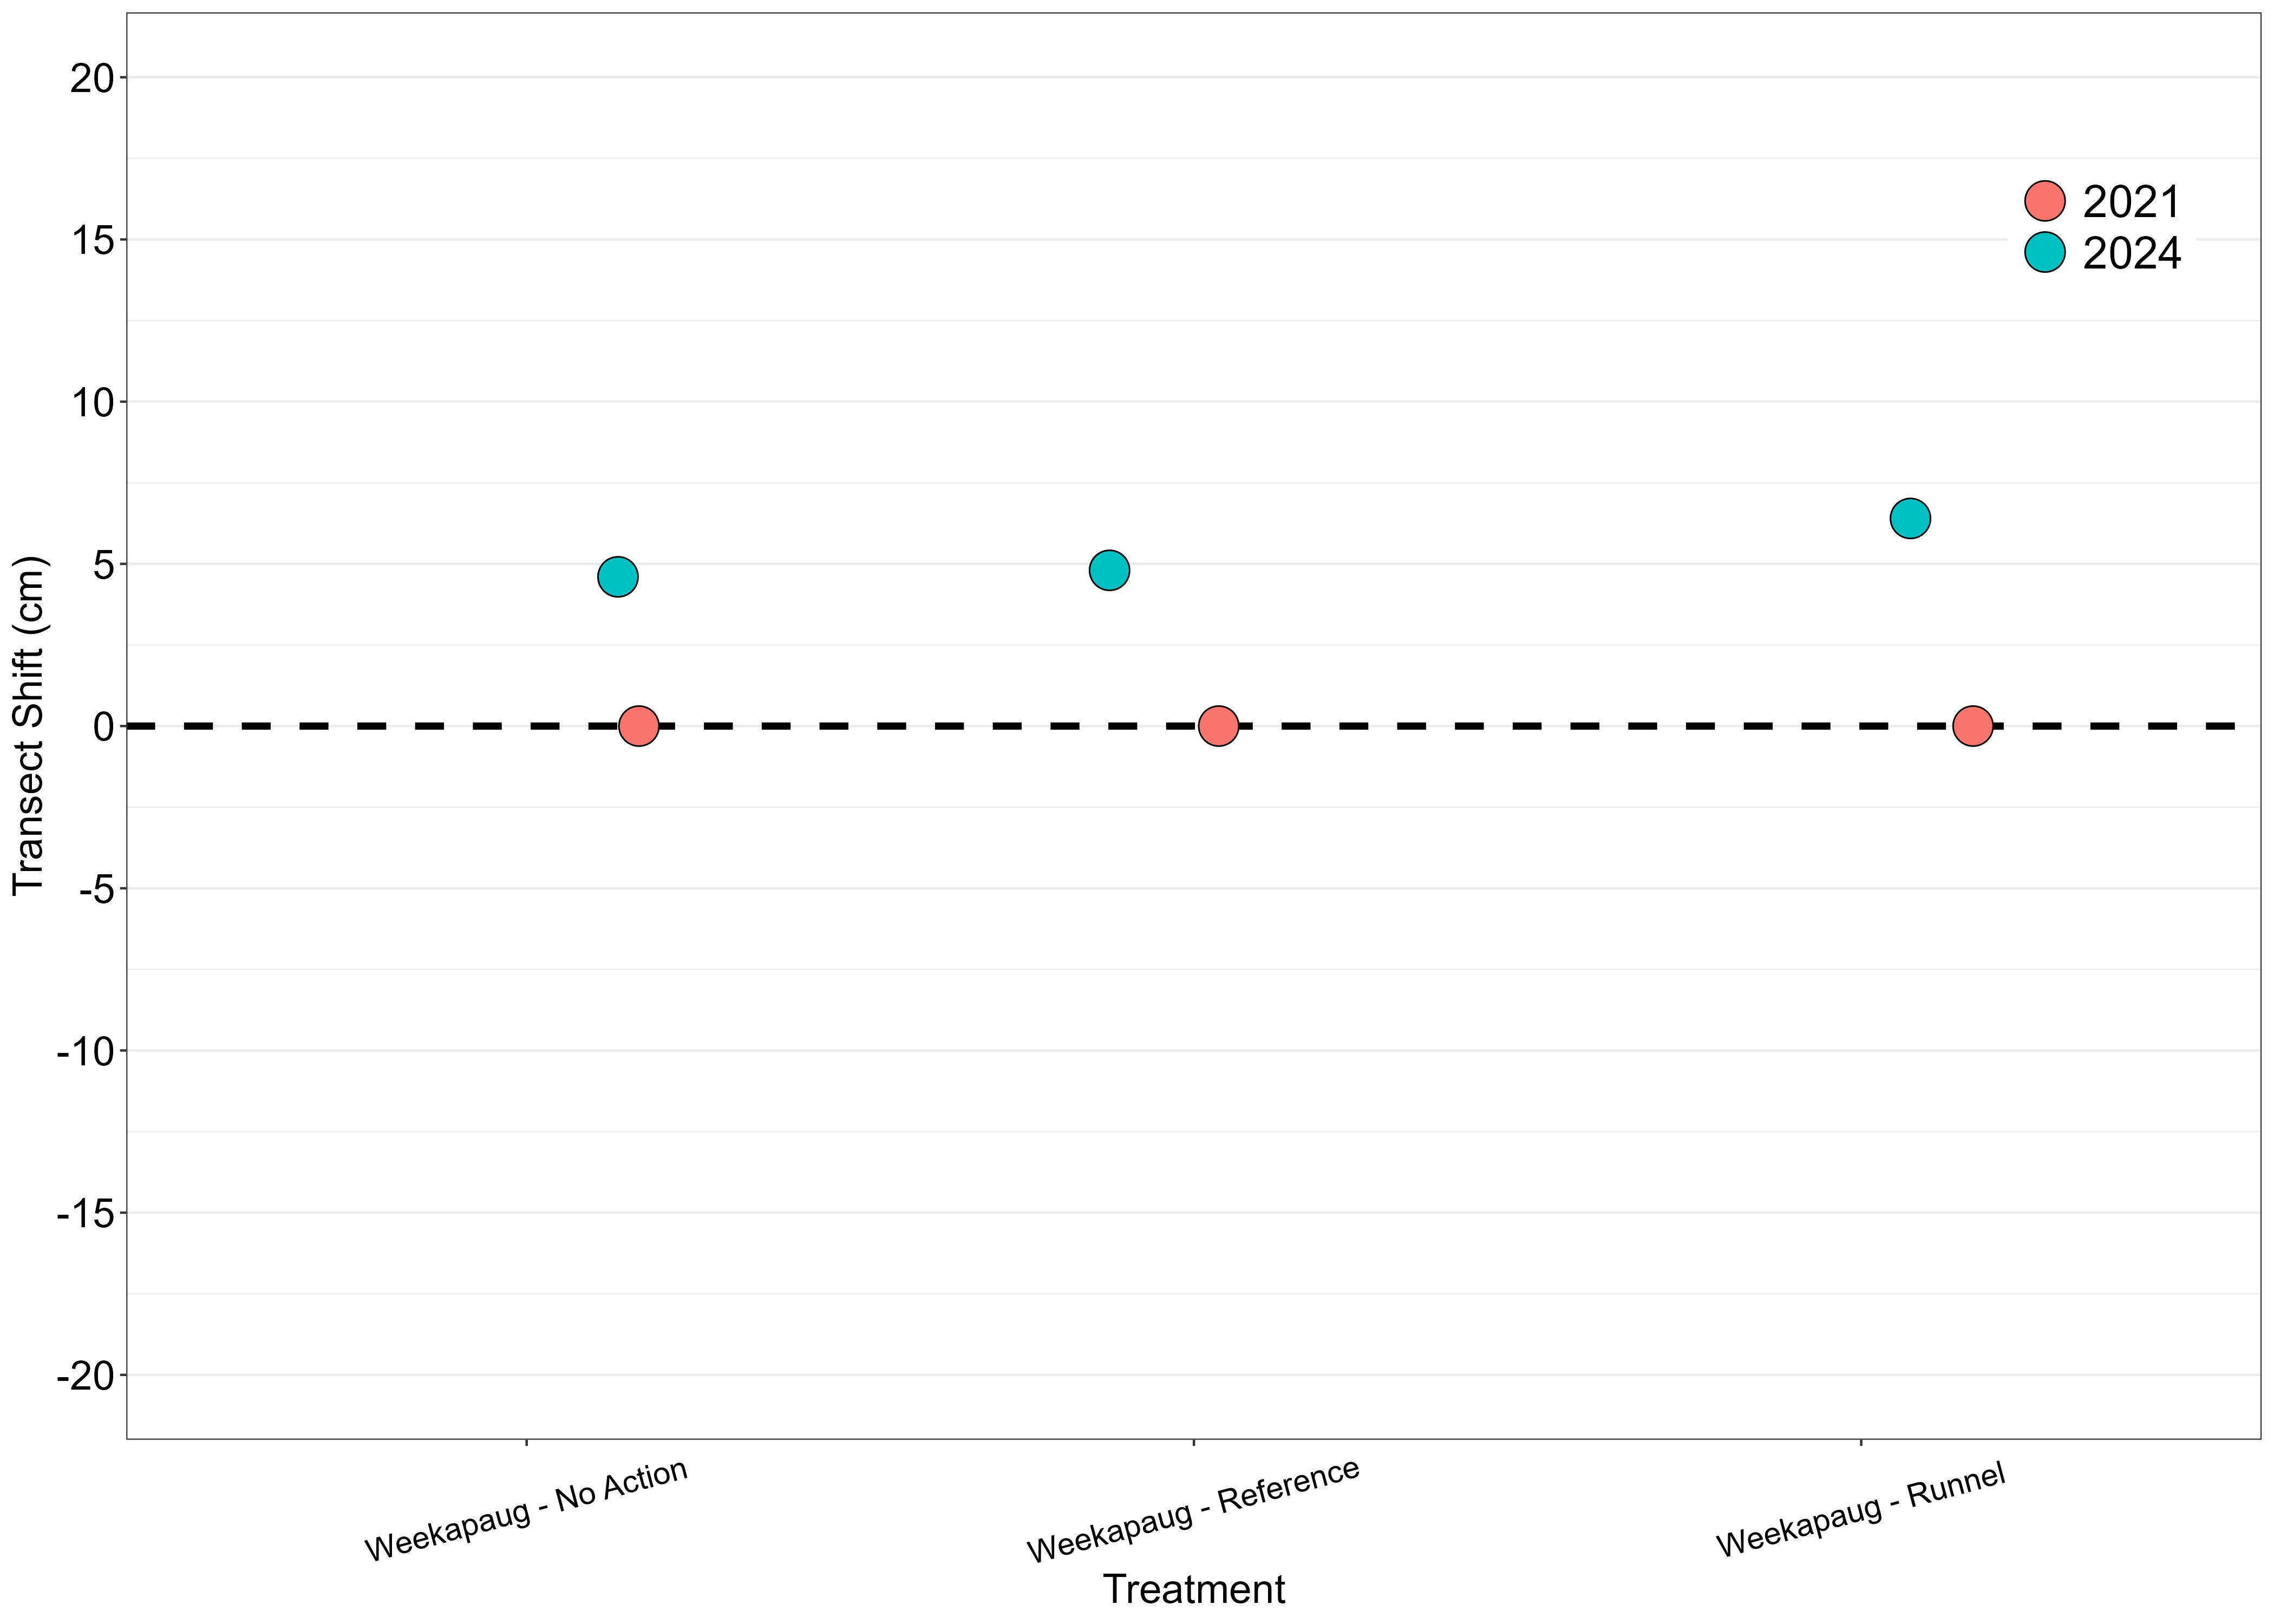 20
15
10
5
0
-5
-10
-15
-20
Transect Shift (cm)
2021
2024
Weekapaug - No Action
Weekapaug - Reference
Weekapaug - Runnel
Treatment